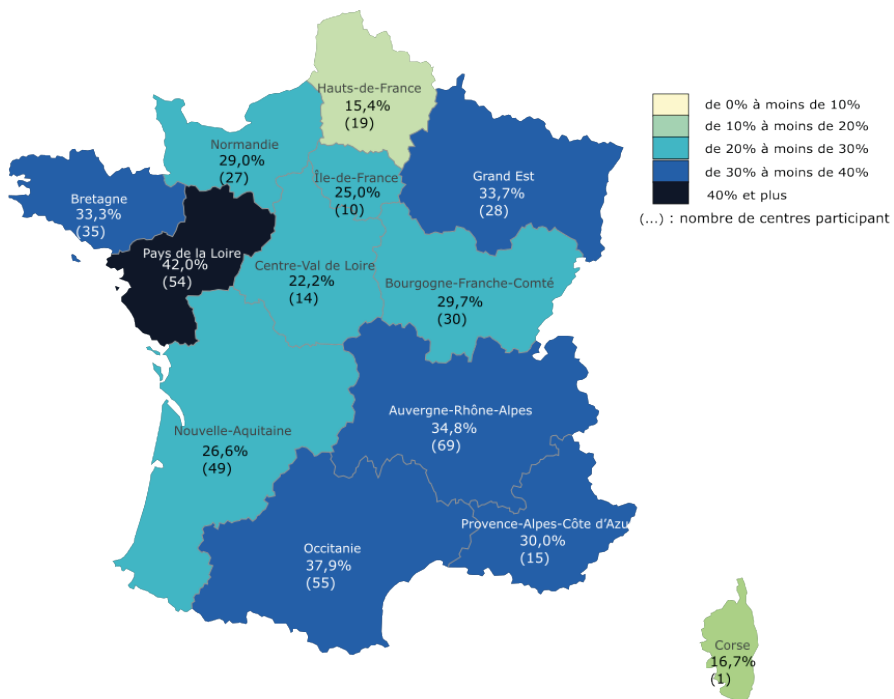 Hauts-de-France
15,4%
(19)
Normandie
29,0%
(27)
Île-de-France
25,0%
(10)
Grand Est
33,7%
(28)
Bretagne
33,3%
(35)
Pays de la Loire
42,0%
(54)
Centre-Val de Loire
22,2%
(14)
Bourgogne-Franche-Comté
29,7%
(30)
Auvergne-Rhône-Alpes
34,8%
(69)
Nouvelle-Aquitaine
26,6%
(49)
Provence-Alpes-Côte d'Azu
30,0%
(15)
Occitanie
37,9%
(55)
Corse
16,7%
(1)
de 0% à moins de 10%
de 10% à moins de 20%
de 20% à moins de 30%
de 30% à moins de 40%
40% et plus
(...) : nombre de centres participant